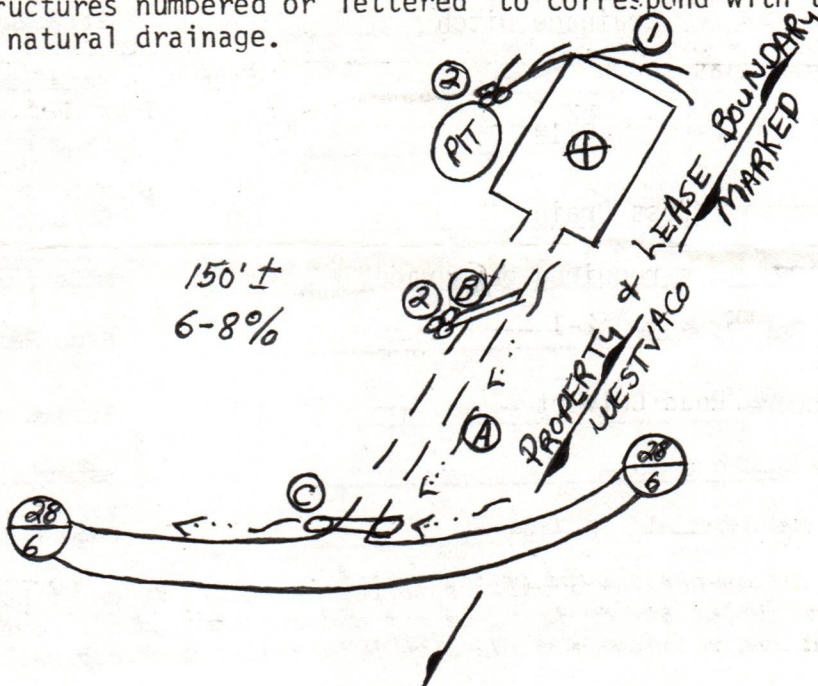 uctures numbered or lettered to correspond with
natural drainage.
①
②
PIT
PROPERTY & LEASE BOUNDARY
WESTVACO MARKED
② Ⓑ
150' ±
6-8%
Ⓐ
Ⓒ
28
6
28
6